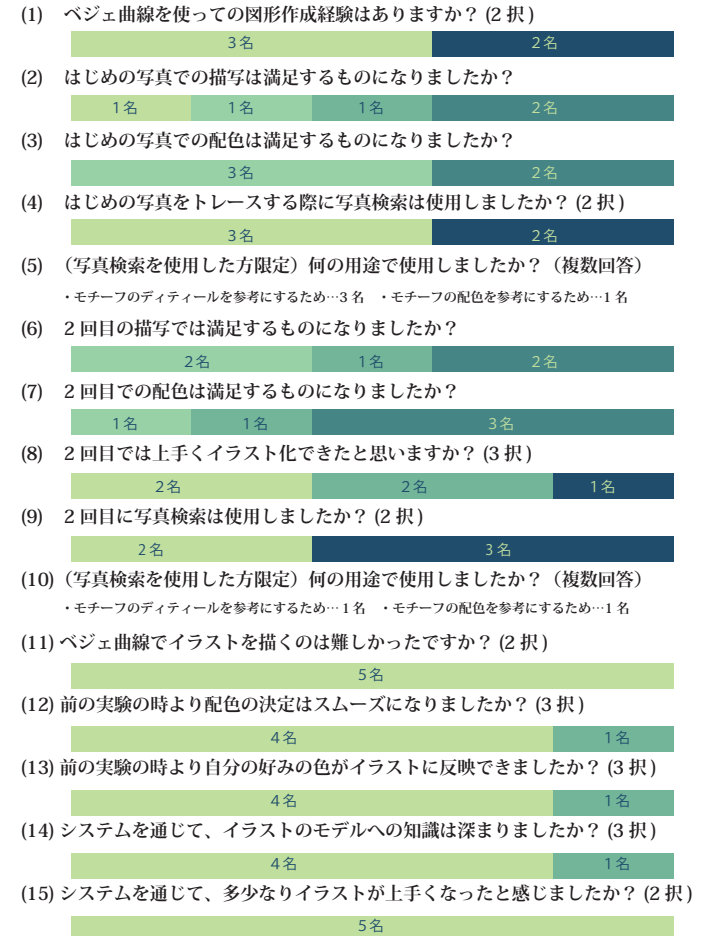 (1) ベジェ曲線を使っての図形作成経験はありますか？ (2 択 )
3名 2名
(2) はじめの写真での描写は満足するものになりましたか？
1名 1名 1名 2名
(3) はじめの写真での配色は満足するものになりましたか？
3名 2名
(4) はじめの写真をトレースする際に写真検索は使用しましたか？ (2 択 )
3名 2名
(5) （写真検索を使用した方限定）何の用途で使用しましたか？（複数回答）
・モチーフのディティールを参考にするため…3 名 ・モチーフの配色を参考にするため…1 名
(6) 2 回目の描写では満足するものになりましたか？
2名 1名 2名
(7) 2 回目での配色は満足するものになりましたか？
1名 1名 3名
(8) 2 回目では上手くイラスト化できたと思いますか？ (3 択 )
2名 2名 1名
(9) 2 回目に写真検索は使用しましたか？ (2 択 )
2名 3名
(10)（写真検索を使用した方限定）何の用途で使用しましたか？（複数回答）
・モチーフのディティールを参考にするため… 1 名 ・モチーフの配色を参考にするため…1 名
(11) ベジェ曲線でイラストを描くのは難しかったですか？ (2 択 )
5名
(12) 前の実験の時より配色の決定はスムーズになりましたか？ (3 択 )
4名 1名
(13) 前の実験の時より自分の好みの色がイラストに反映できましたか？ (3 択 )
4名 1名
(14) システムを通じて、イラストのモデルへの知識は深まりましたか？ (3 択 )
4名 1名
(15) システムを通じて、多少なりイラストが上手くなったと感じましたか？ (2 択 )
5名